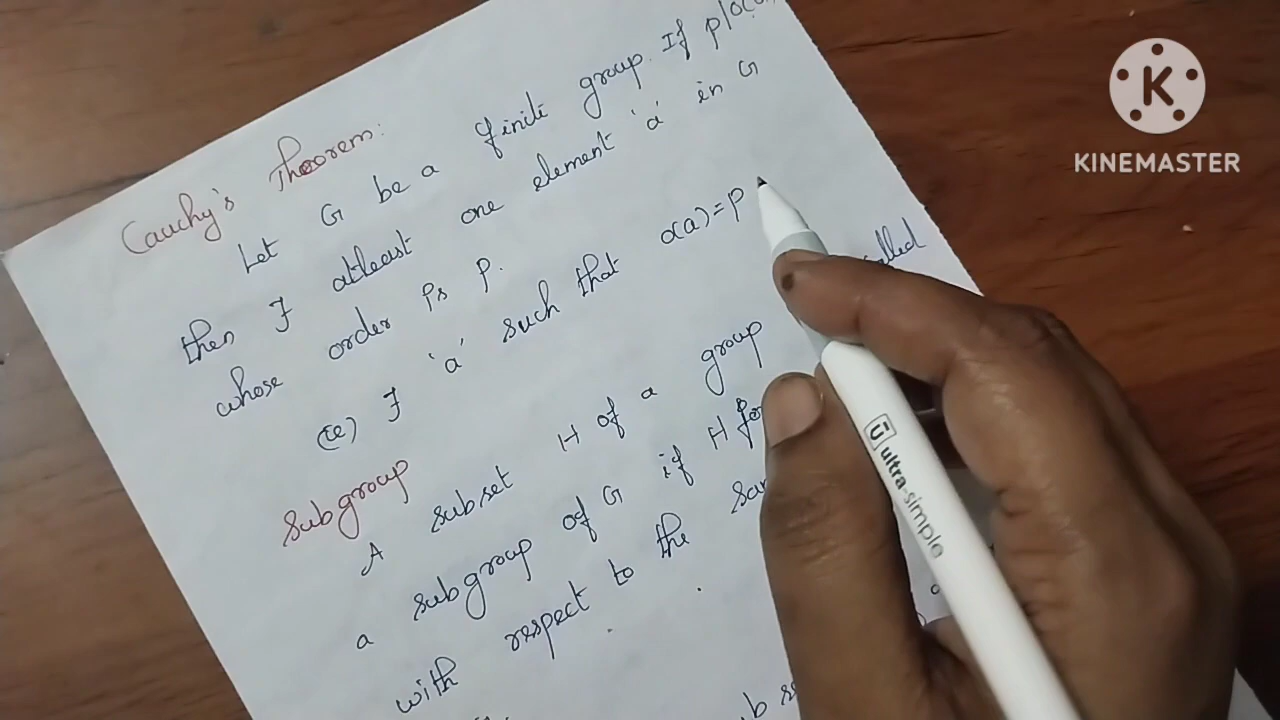 Cauchy's Theorem:
Let G be a finite group. If p/o(G)
then ∃ atleast one element 'a' in G
whose order is p.
(ie) ∃ 'a' such that o(a)=p
Subgroup
A subset H of a group called
a subgroup of G if H
with respect to the
ultra-simple
K
KINEMASTER